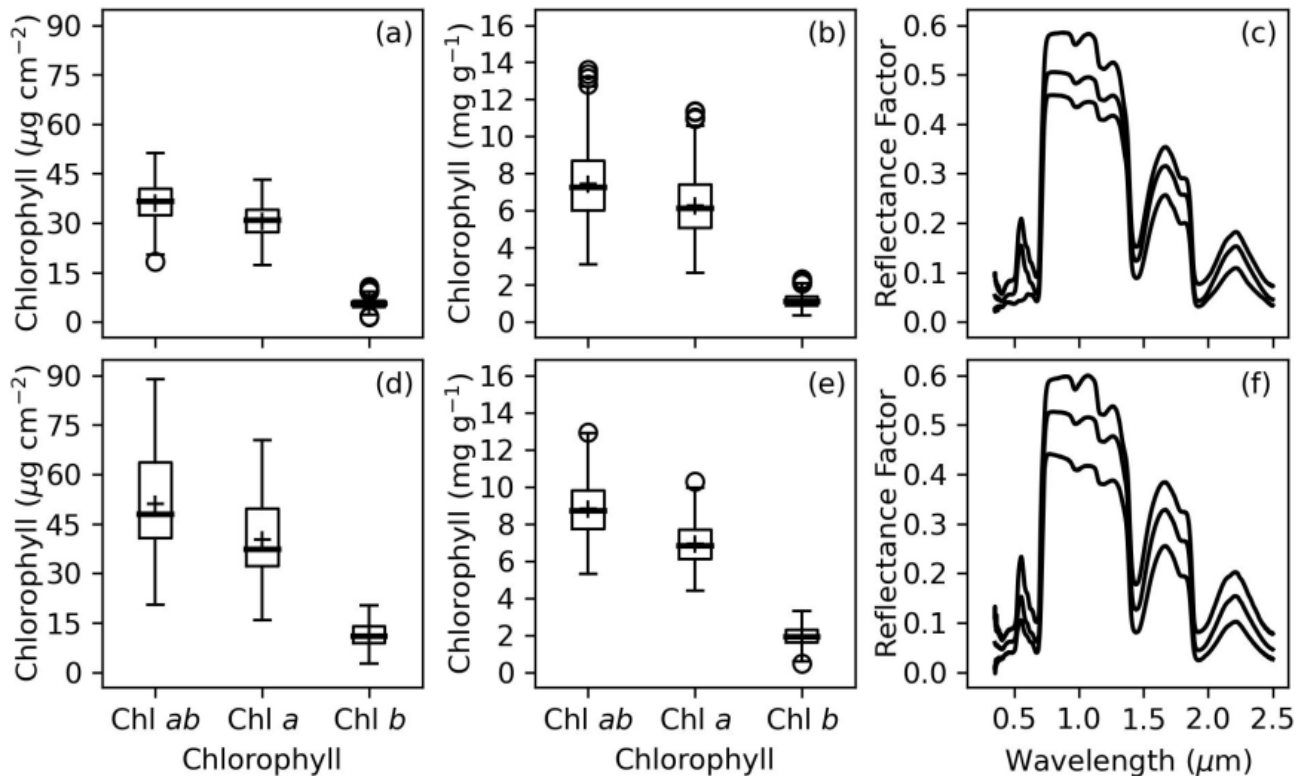 Chlorophyll (μg cm⁻²)
90
75
60
45
30
15
0
(a)
Chlorophyll (mg g⁻¹)
16
14
12
10
8
6
4
2
0
(b)
Reflectance Factor
0.6
0.5
0.4
0.3
0.2
0.1
0.0
(c)
Chlorophyll (μg cm⁻²)
90
75
60
45
30
15
0
(d)
Chl ab Chl a Chl b
Chlorophyll
Chlorophyll (mg g⁻¹)
16
14
12
10
8
6
4
2
0
(e)
Chl ab Chl a Chl b
Chlorophyll
Reflectance Factor
0.6
0.5
0.4
0.3
0.2
0.1
0.0
(f)
0.5 1.0 1.5 2.0 2.5
Wavelength (μm)